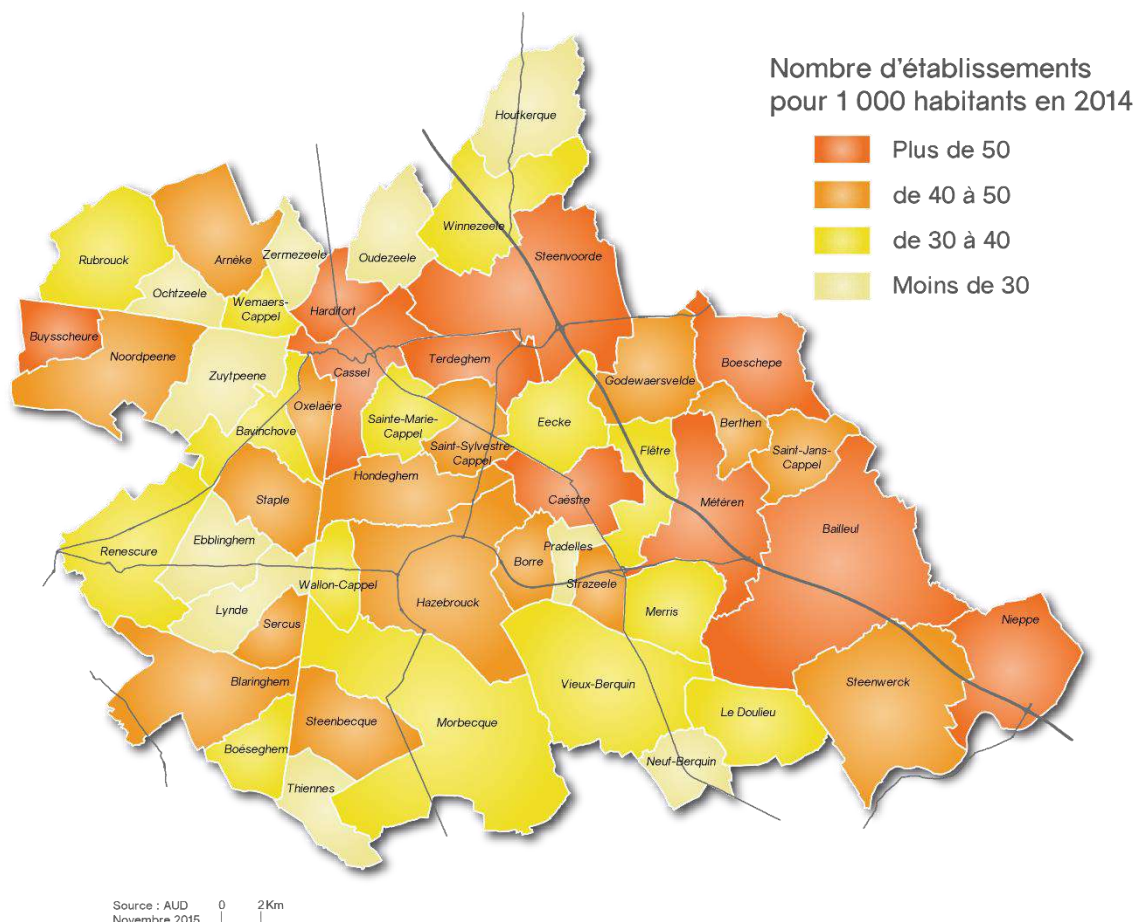 Nombre d'établissements
pour 1 000 habitants en 2014
Plus de 50
de 40 à 50
de 30 à 40
Moins de 30
Houtkerque
Winnezeele
Rubrouck
Arnéke
Zermezeele
Oudezeele
Steenvoorde
Ochtzeele
Wemaers-
Cappel
Hardifort
Buysscheure
Noordpeene
Zuytpeene
Cassel
Terdeghem
Godewaersvelde
Boeschepe
Oxelaëre
Bavinchove
Sainte-Marie-
Cappel
Saint-Sylvestre-
Cappel
Eecke
Berthen
Flêtre
Saint-Jans-
Cappel
Hondeghem
Staple
Caëstre
Météren
Bailleul
Ebblinghem
Renescure
Wallon-Cappel
Borre
Pradelles
Strazeele
Hazebrouck
Lynde
Sercus
Merris
Nieppe
Blaringhem
Vieux-Berquin
Steenwerck
Steenbecque
Morbecque
Le Doulieu
Boëseghem
Neuf-Berquin
Thiennes
Source : AUD
Novembre 2015
0 2Km